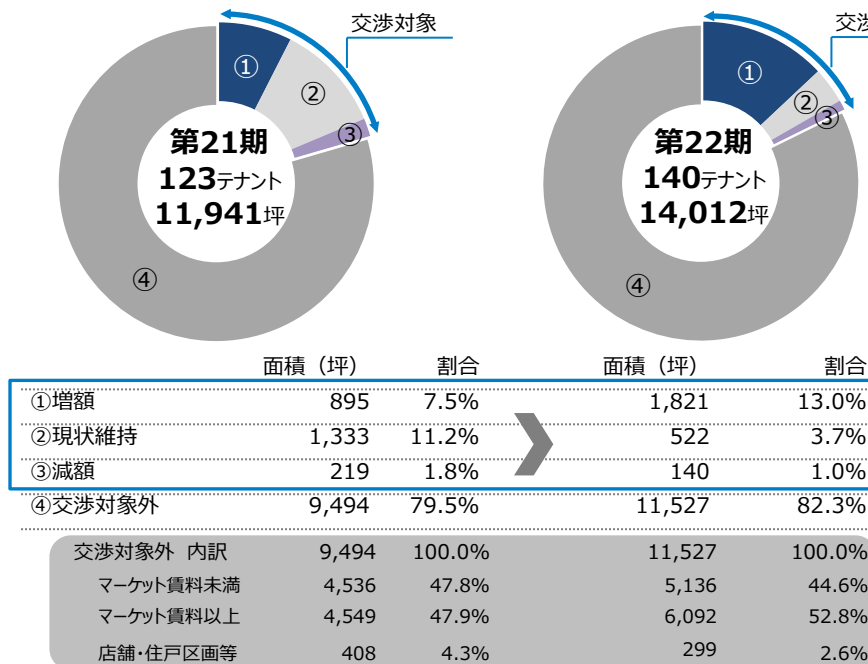 交渉対象
①
②
③
④
第21期
123テナント
11,941坪
交渉
①
②
③
④
第22期
140テナント
14,012坪
面積（坪） 割合 面積（坪） 割合
①増額 895 7.5% 1,821 13.0%
②現状維持 1,333 11.2% 522 3.7%
③減額 219 1.8% 140 1.0%
④交渉対象外 9,494 79.5% 11,527 82.3%
交渉対象外 内訳 9,494 100.0% 11,527 100.0%
マーケット賃料未満 4,536 47.8% 5,136 44.6%
マーケット賃料以上 4,549 47.9% 6,092 52.8%
店舗・住戸区画等 408 4.3% 299 2.6%